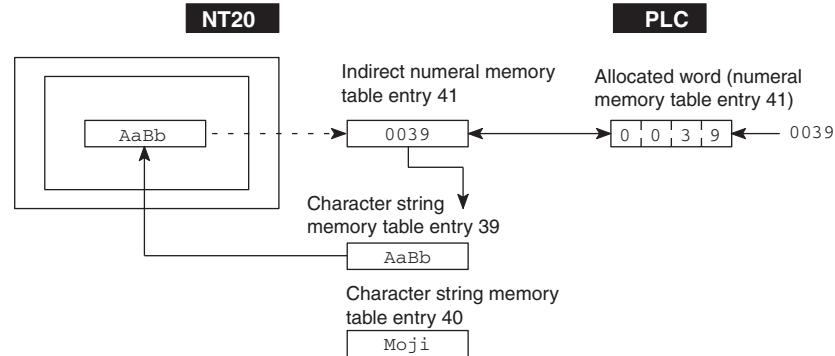 NT20
PLC
Indirect numeral memory
table entry 41
Allocated word (numeral
memory table entry 41)
AaBb
0039
0 0 3 9
0039
Character string
memory table entry 39
AaBb
Character string memory
table entry 40
Moji